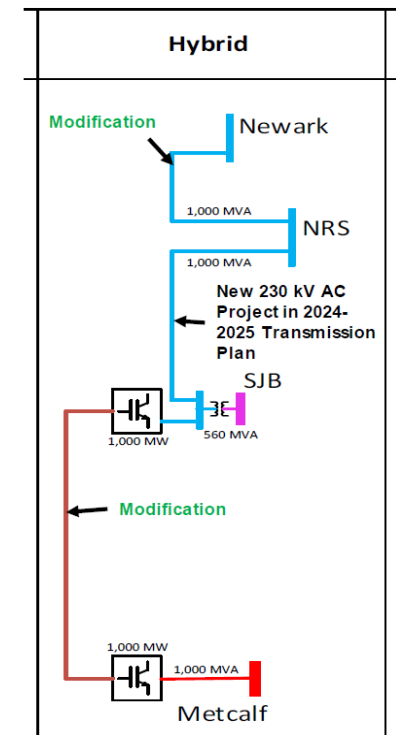 Hybrid
Modification
Newark
1,000 MVA
NRS
1,000 MVA
New 230 kV AC
Project in 2024-
2025 Transmission
Plan
SJB
1,000 MW
560 MVA
Modification
1,000 MW
1,000 MVA
Metcalf